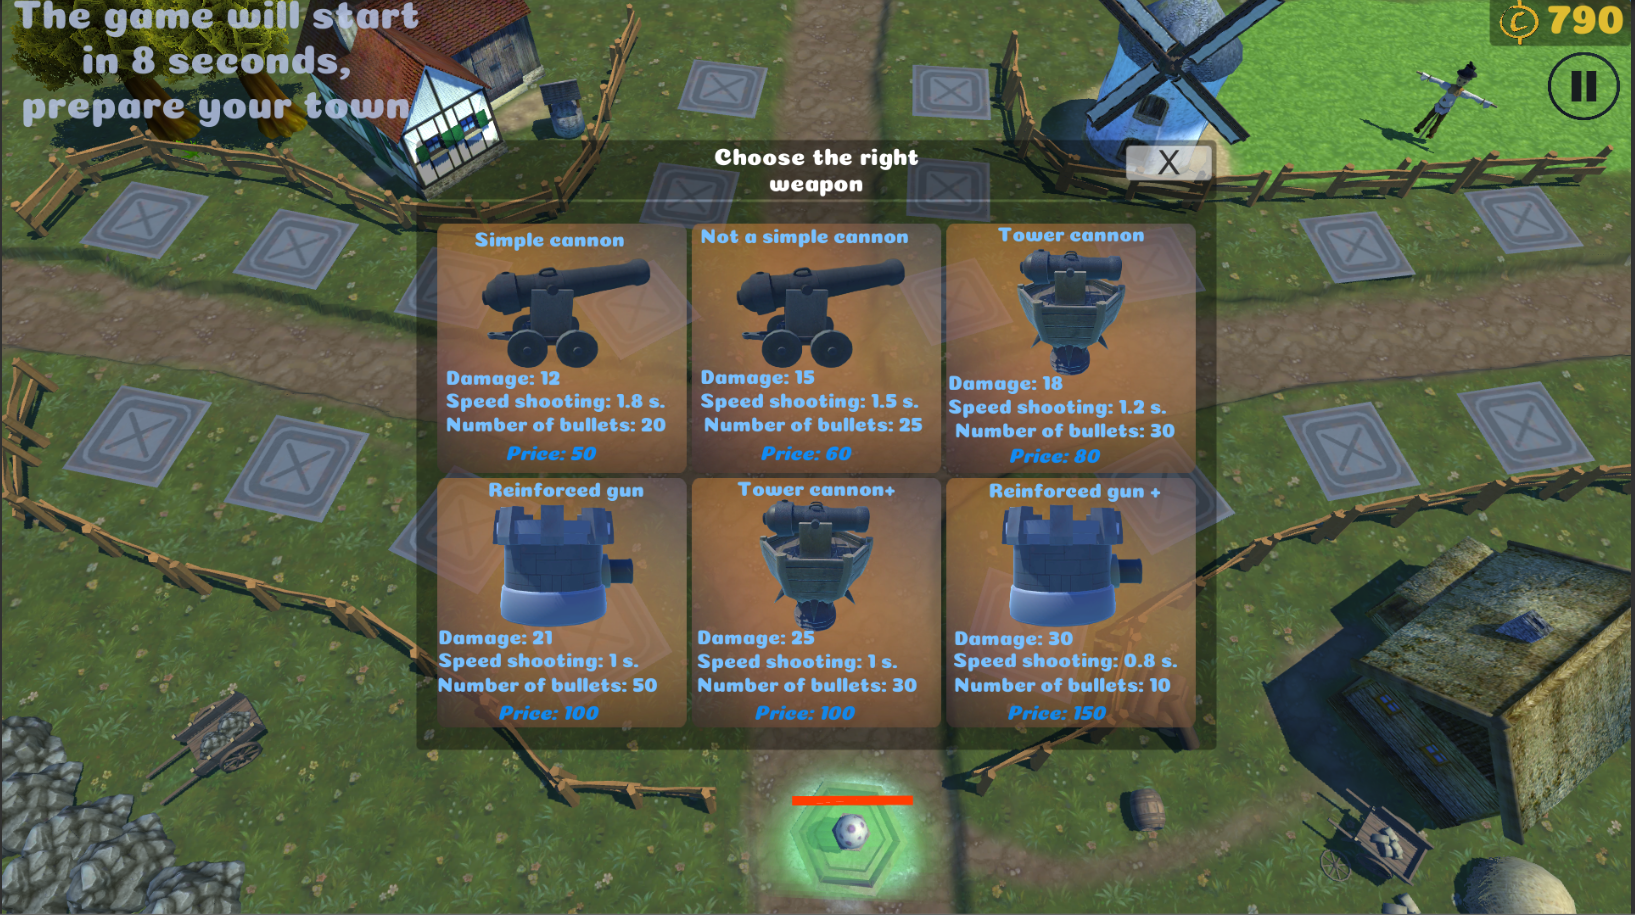 The game will start
in 8 seconds,
prepare your town
790
Choose the right
weapon
X
Simple cannon
Damage: 12
Speed shooting: 1.8 s.
Number of bullets: 20
Price: 50
Not a simple cannon
Damage: 15
Speed shooting: 1.5 s.
Number of bullets: 25
Price: 60
Tower cannon
Damage: 18
Speed shooting: 1.2 s.
Number of bullets: 30
Price: 80
Reinforced gun
Damage: 21
Speed shooting: 1 s.
Number of bullets: 50
Price: 100
Tower cannon+
Damage: 25
Speed shooting: 1 s.
Number of bullets: 30
Price: 100
Reinforced gun +
Damage: 30
Speed shooting: 0.8 s.
Number of bullets: 10
Price: 150